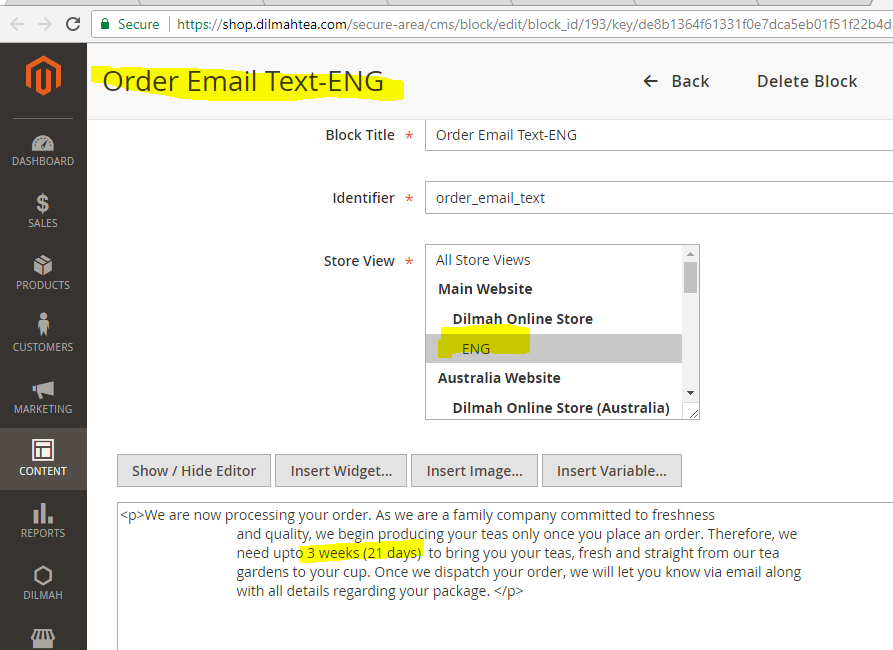 Secure
https://shop.dilmahtea.com/secure-area/cms/block/edit/block_id/193/key/de8b1364f61331f0e7dca5eb01f51f22b4d
Order Email Text-ENG
Back
Delete Block
Block Title *
Order Email Text-ENG
Identifier *
order_email_text
Store View *
All Store Views
Main Website
Dilmah Online Store
ENG
Australia Website
Dilmah Online Store (Australia)
DASHBOARD
$
SALES
PRODUCTS
CUSTOMERS
MARKETING
CONTENT
REPORTS
DILMAH
Show / Hide Editor
Insert Widget...
Insert Image...
Insert Variable...
<p>We are now processing your order. As we are a family company committed to freshness
and quality, we begin producing your teas only once you place an order. Therefore, we
need upto 3 weeks (21 days) to bring you your teas, fresh and straight from our tea
gardens to your cup. Once we dispatch your order, we will let you know via email along
with all details regarding your package. </p>